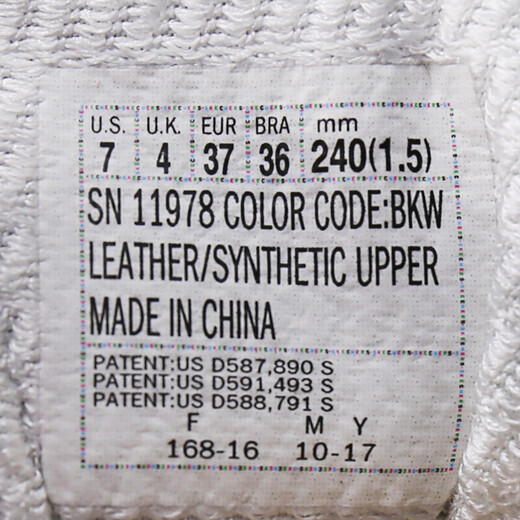 U.S. U.K. EUR BRA mm
7 4 37 36 240(1.5)
SN 11978 COLOR CODE:BKW
LEATHER/SYNTHETIC UPPER
MADE IN CHINA
PATENT:US D587,890 S
PATENT:US D591,493 S
PATENT:US D588,791 S
F M Y
168-16 10-17